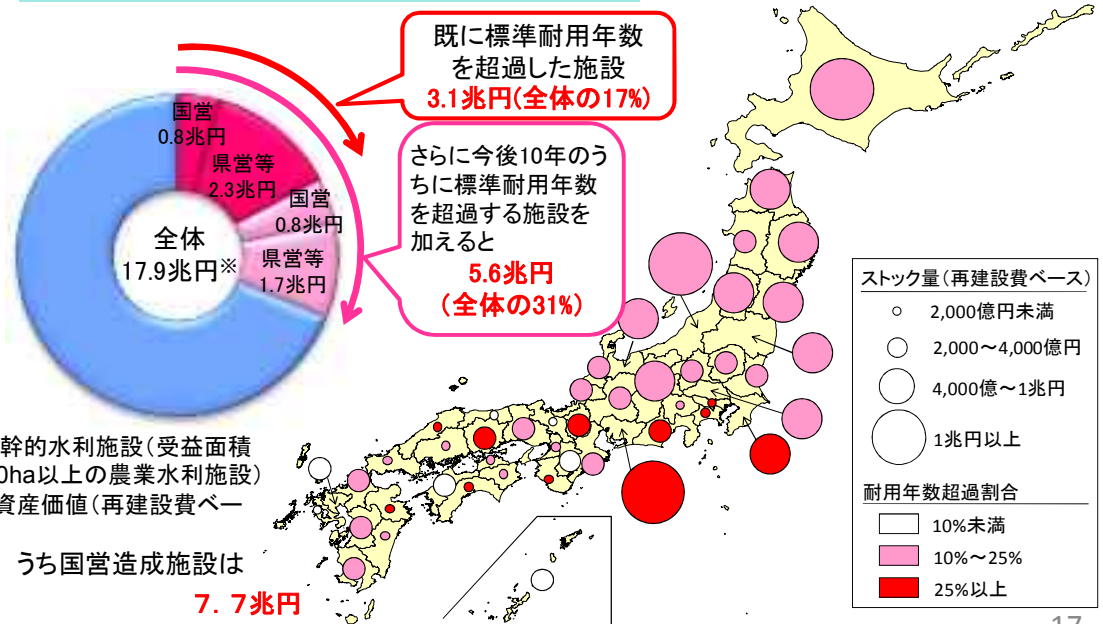 既に標準耐用年数
を超過した施設
3.1兆円(全体の17%)
さらに今後10年のう
ちに標準耐用年数
を超過する施設を
加えると
5.6兆円
(全体の31%)
国営
0.8兆円
県営等
2.3兆円
国営
0.8兆円
県営等
1.7兆円
全体
17.9兆円※
幹的水利施設(受益面積
0ha以上の農業水利施設)
資産価値(再建設費ベー
うち国営造成施設は
7.7兆円
ストック量(再建設費ベース)
2,000億円未満
2,000～4,000億円
4,000億～1兆円
1兆円以上
耐用年数超過割合
10%未満
10%～25%
25%以上
17